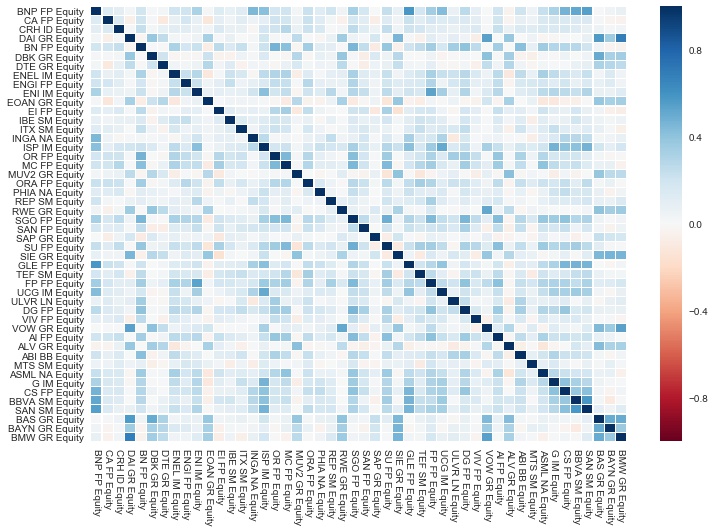 BNP FP Equity
CA FP Equity
CRH ID Equity
DAI GR Equity
BN FP Equity
DBK GR Equity
DTE GR Equity
ENEL IM Equity
ENGI FP Equity
ENI IM Equity
EOAN GR Equity
EI FP Equity
IBE SM Equity
ITX SM Equity
INGA NA Equity
ISP IM Equity
OR FP Equity
MC FP Equity
MUV2 GR Equity
ORA FP Equity
PHIA NA Equity
REP SM Equity
RWE GR Equity
SGO FP Equity
SAN FP Equity
SAP GR Equity
SU FP Equity
SIE GR Equity
GLE FP Equity
TEF SM Equity
FP FP Equity
UCG IM Equity
ULVR LN Equity
DG FP Equity
VIV FP Equity
VOW GR Equity
AI FP Equity
ALV GR Equity
ABI BB Equity
MTS SM Equity
ASML NA Equity
G IM Equity
CS FP Equity
BBVA SM Equity
SAN SM Equity
BAS GR Equity
BAYN GR Equity
BMW GR Equity
BNP FP Equity
CA FP Equity
CRH ID Equity
DAI GR Equity
BN FP Equity
DBK GR Equity
DTE GR Equity
ENEL IM Equity
ENGI FP Equity
ENI IM Equity
EOAN GR Equity
EI FP Equity
IBE SM Equity
ITX SM Equity
INGA NA Equity
ISP IM Equity
OR FP Equity
MC FP Equity
MUV2 GR Equity
ORA FP Equity
PHIA NA Equity
REP SM Equity
RWE GR Equity
SGO FP Equity
SAN FP Equity
SAP GR Equity
SU FP Equity
SIE GR Equity
GLE FP Equity
TEF SM Equity
FP FP Equity
UCG IM Equity
ULVR LN Equity
DG FP Equity
VIV FP Equity
VOW GR Equity
AI FP Equity
ALV GR Equity
ABI BB Equity
MTS SM Equity
ASML NA Equity
G IM Equity
CS FP Equity
BBVA SM Equity
SAN SM Equity
BAS GR Equity
BAYN GR Equity
BMW GR Equity
0.8
0.4
0.0
−0.4
−0.8